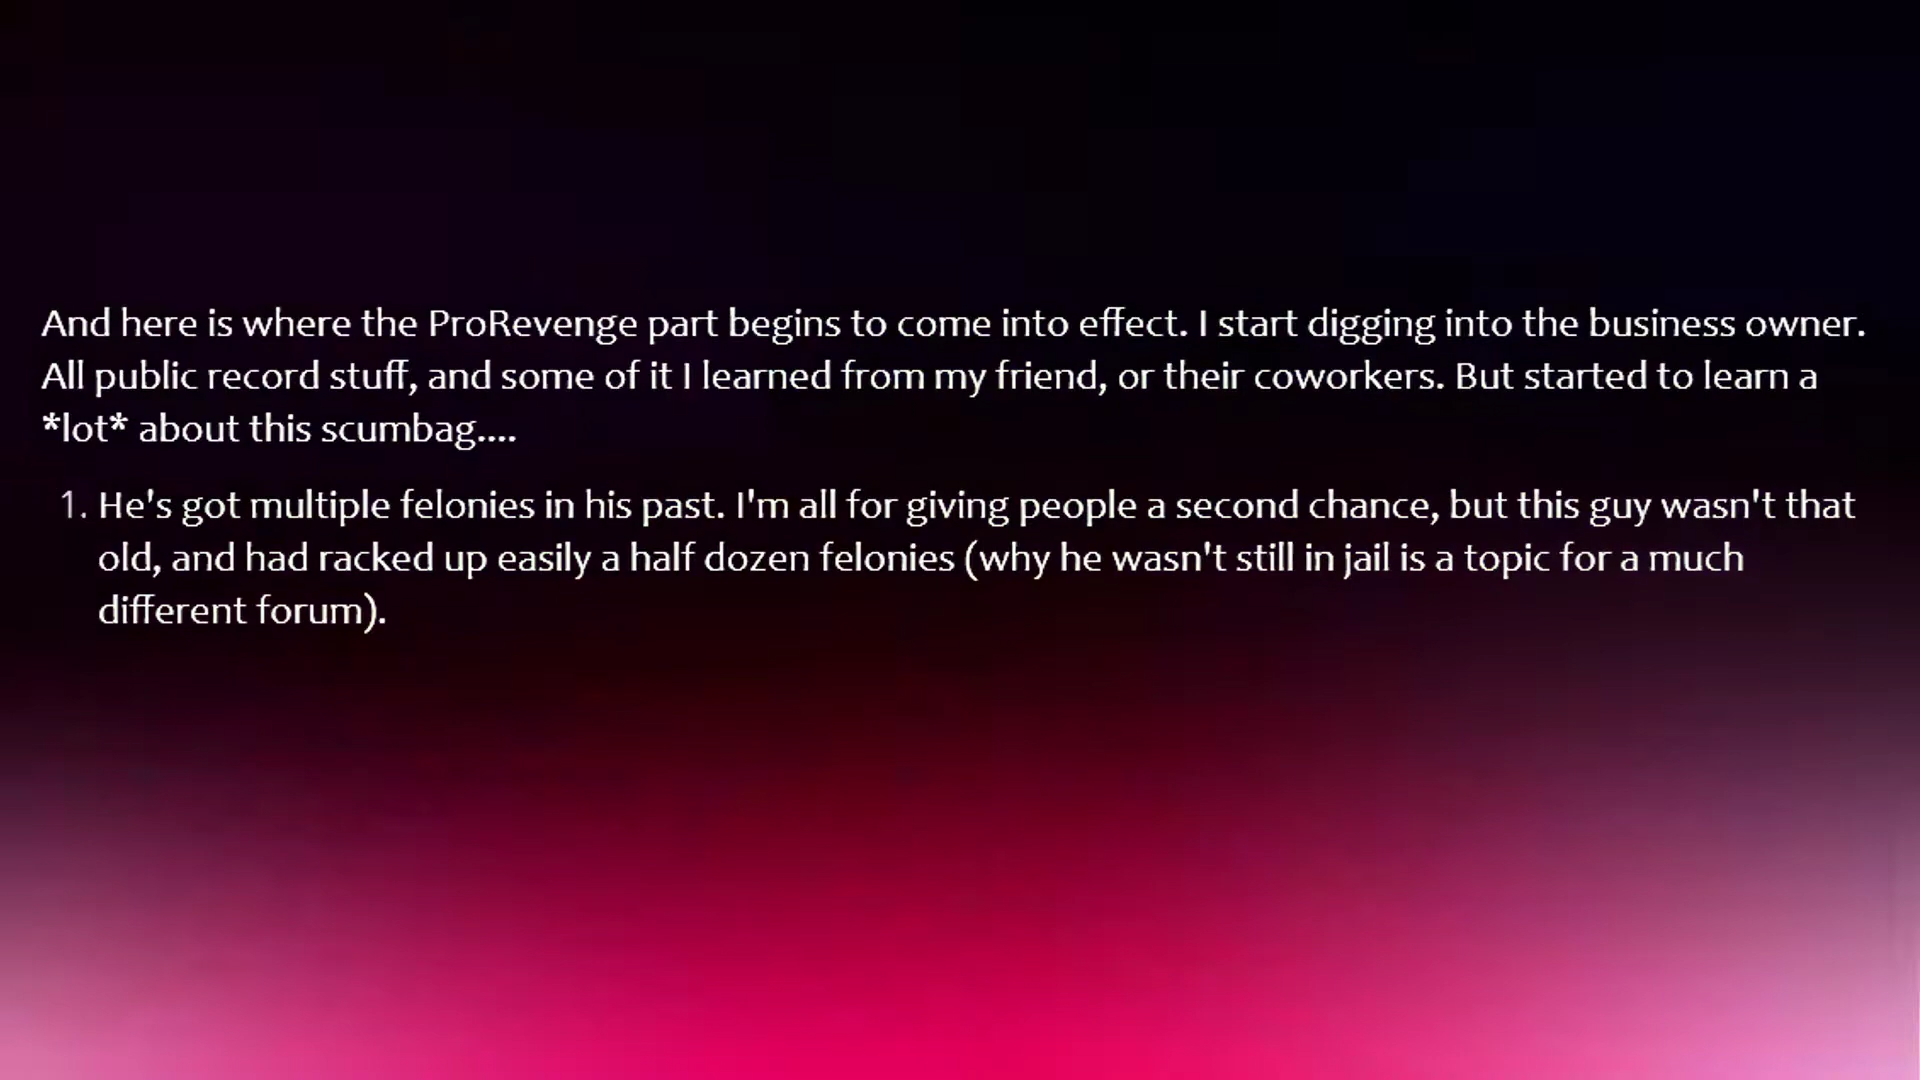 And here is where the ProRevenge part begins to come into effect. I start digging into the business owner.
All public record stuff, and some of it I learned from my friend, or their coworkers. But started to learn a
*lot* about this scumbag....
1. He's got multiple felonies in his past. I'm all for giving people a second chance, but this guy wasn't that
old, and had racked up easily a half dozen felonies (why he wasn't still in jail is a topic for a much
different forum).